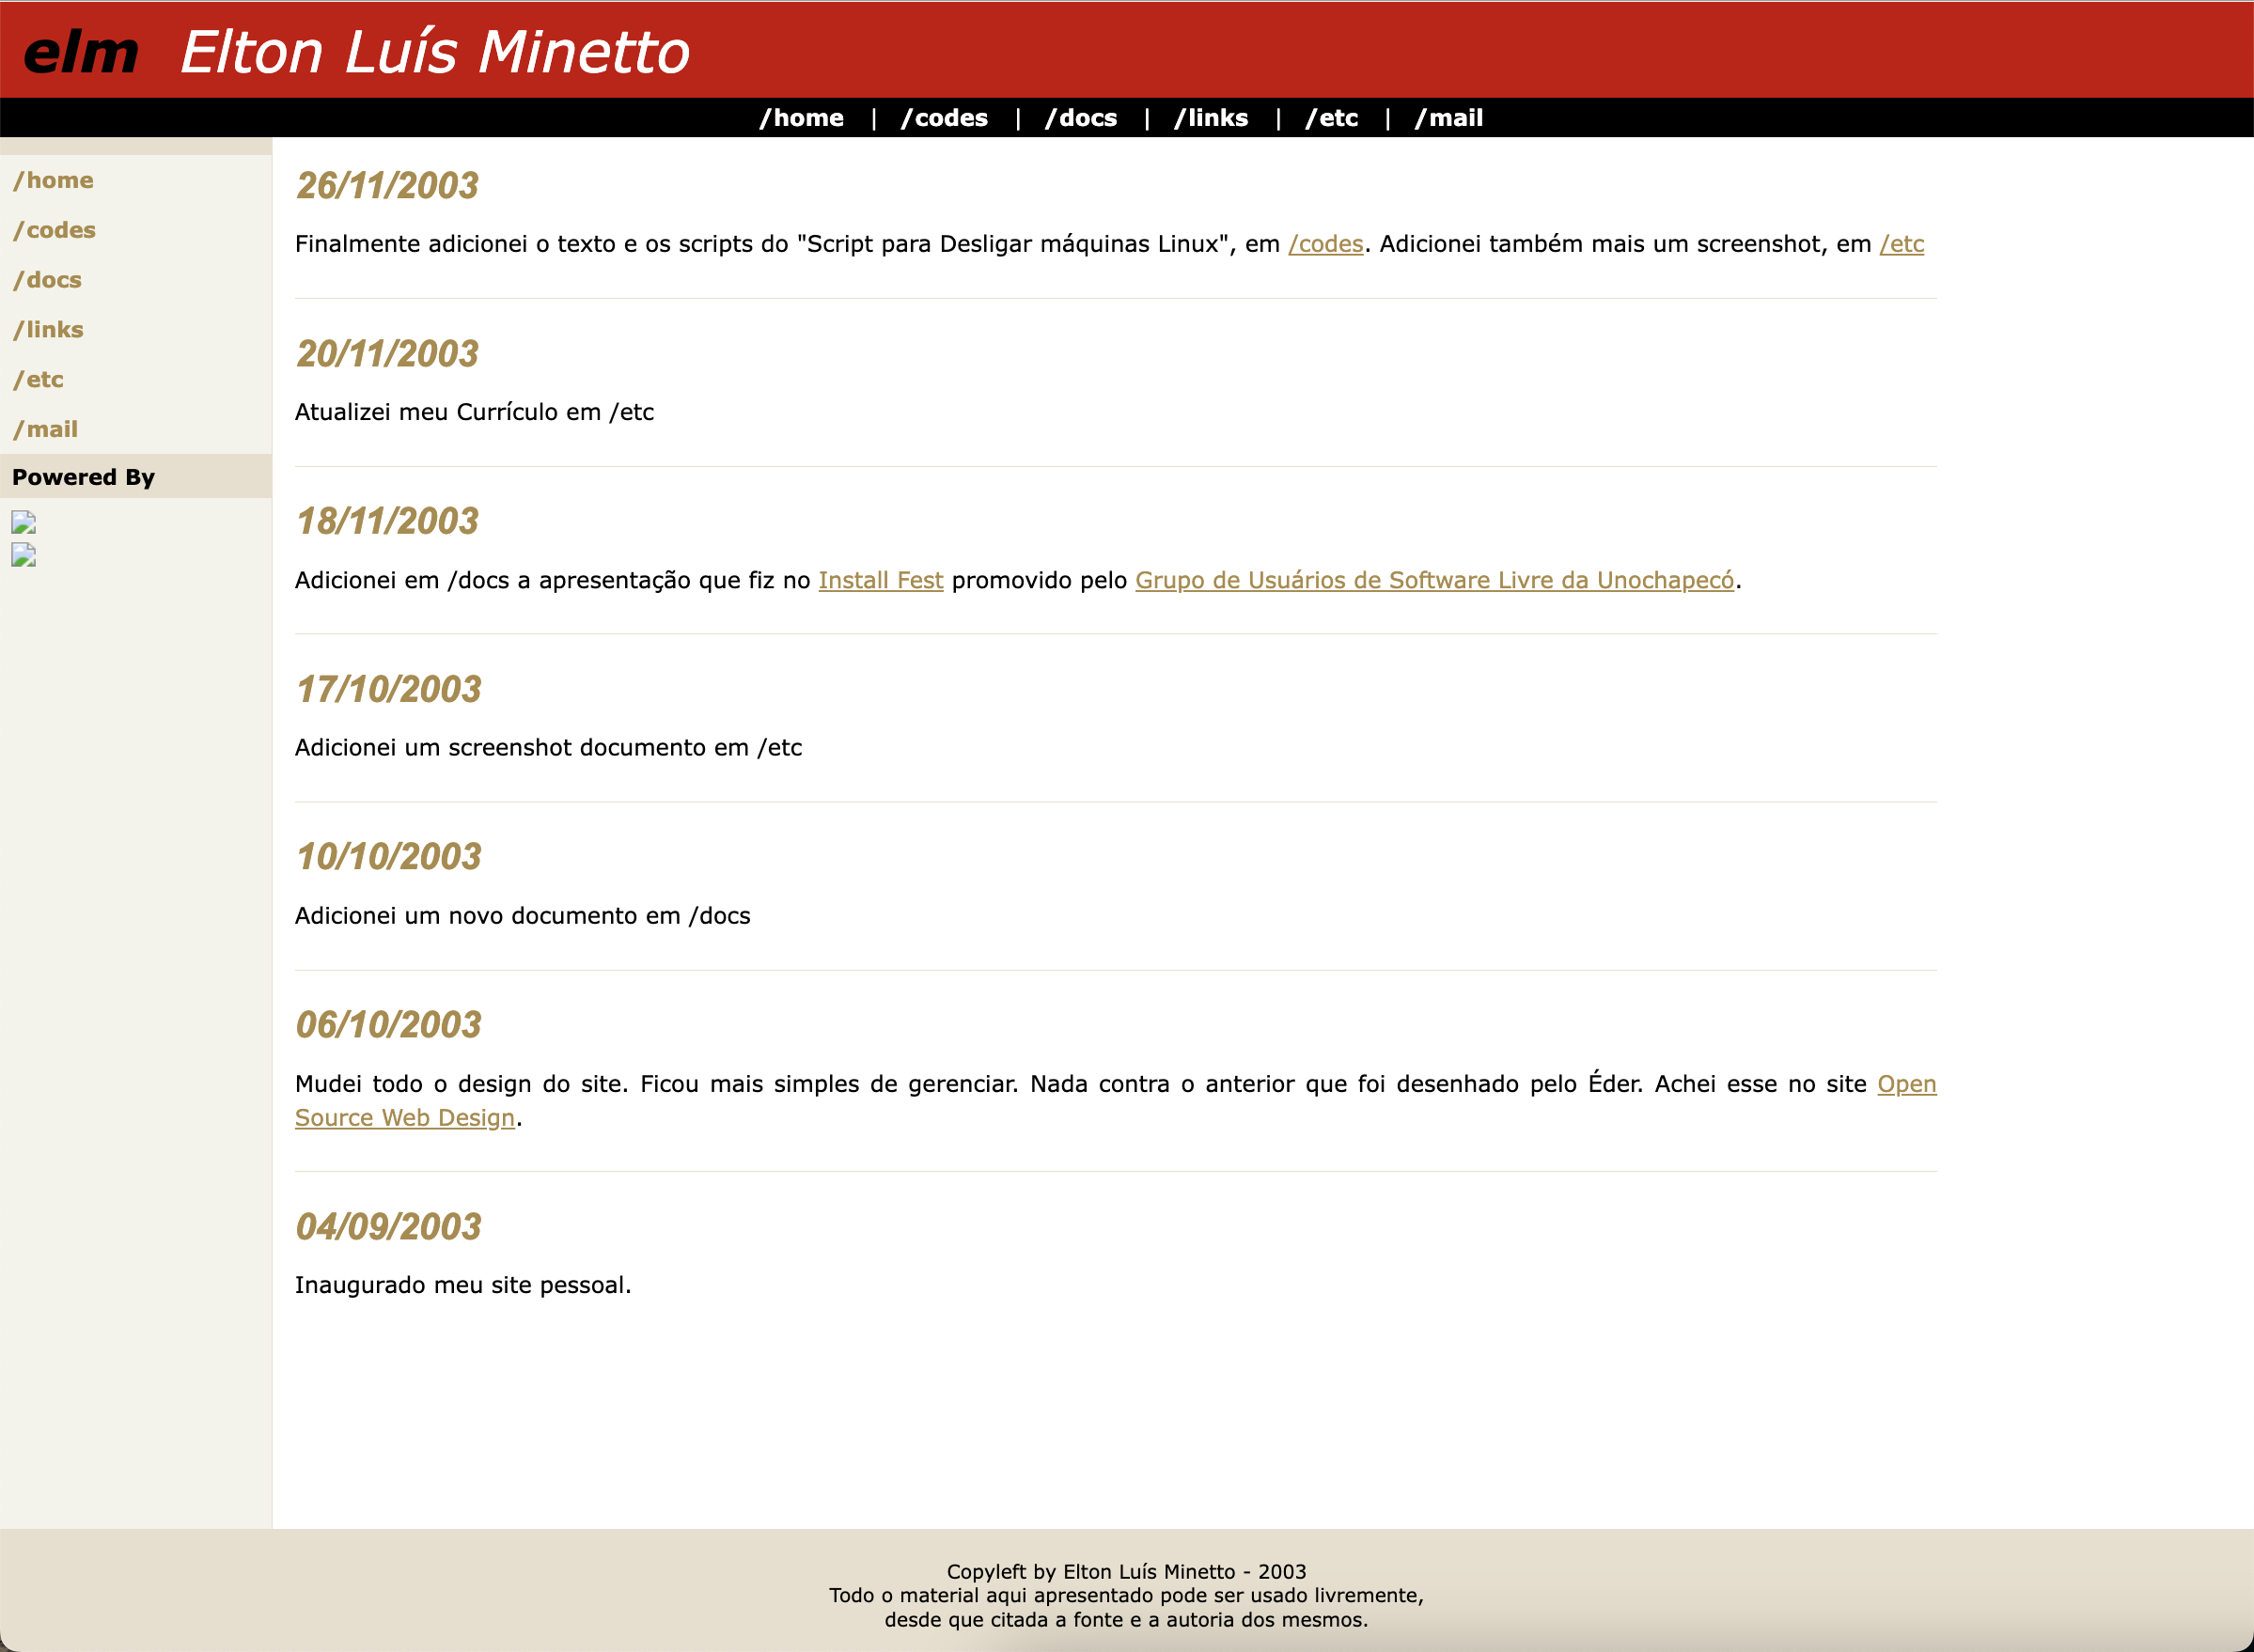 elm Elton Luís Minetto
/home | /codes | /docs | /links | /etc | /mail
/home
/codes
/docs
/links
/etc
/mail
Powered By
26/11/2003
Finalmente adicionei o texto e os scripts do "Script para Desligar máquinas Linux", em /codes. Adicionei também mais um screenshot, em /etc
20/11/2003
Atualizei meu Currículo em /etc
18/11/2003
Adicionei em /docs a apresentação que fiz no Install Fest promovido pelo Grupo de Usuários de Software Livre da Unochapecó.
17/10/2003
Adicionei um screenshot documento em /etc
10/10/2003
Adicionei um novo documento em /docs
06/10/2003
Mudei todo o design do site. Ficou mais simples de gerenciar. Nada contra o anterior que foi desenhado pelo Éder. Achei esse no site Open
Source Web Design.
04/09/2003
Inaugurado meu site pessoal.
Copyleft by Elton Luís Minetto - 2003
Todo o material aqui apresentado pode ser usado livremente,
desde que citada a fonte e a autoria dos mesmos.